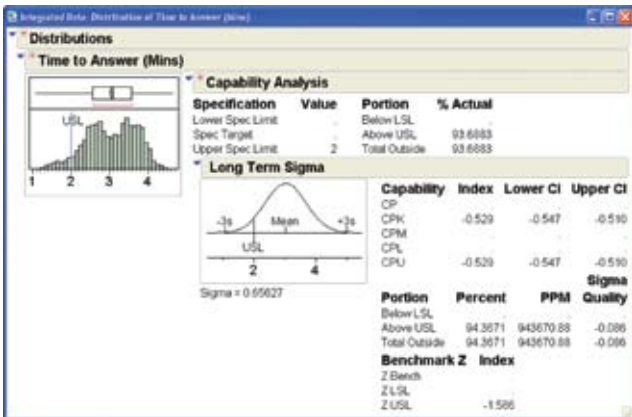 Integrated Data- Distribution of Time to Answer (Mins)
Distributions
Time to Answer (Mins)
USL
1 2 3 4
Capability Analysis
Specification Value Portion % Actual
Lower Spec Limit . Below LSL .
Spec Target . Above USL 93.6883
Upper Spec Limit 2 Total Outside 93.6883
Long Term Sigma
-3s Mean +3s
USL
2 4
Sigma = 0.65627
Capability Index Lower CI Upper CI
CP . . .
CPK -0.529 -0.547 -0.510
CPM . . .
CPL . . .
CPU -0.529 -0.547 -0.510
Portion Percent PPM Sigma Quality
Below LSL . . .
Above USL 94.3671 943670.88 -0.086
Total Outside 94.3671 943670.88 -0.086
Benchmark Z Index
Z Bench .
Z LSL .
Z USL -1.586